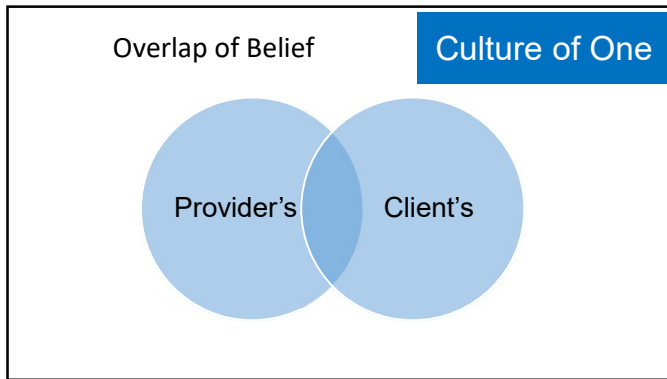 Overlap of Belief
Culture of One
Provider’s
Client’s